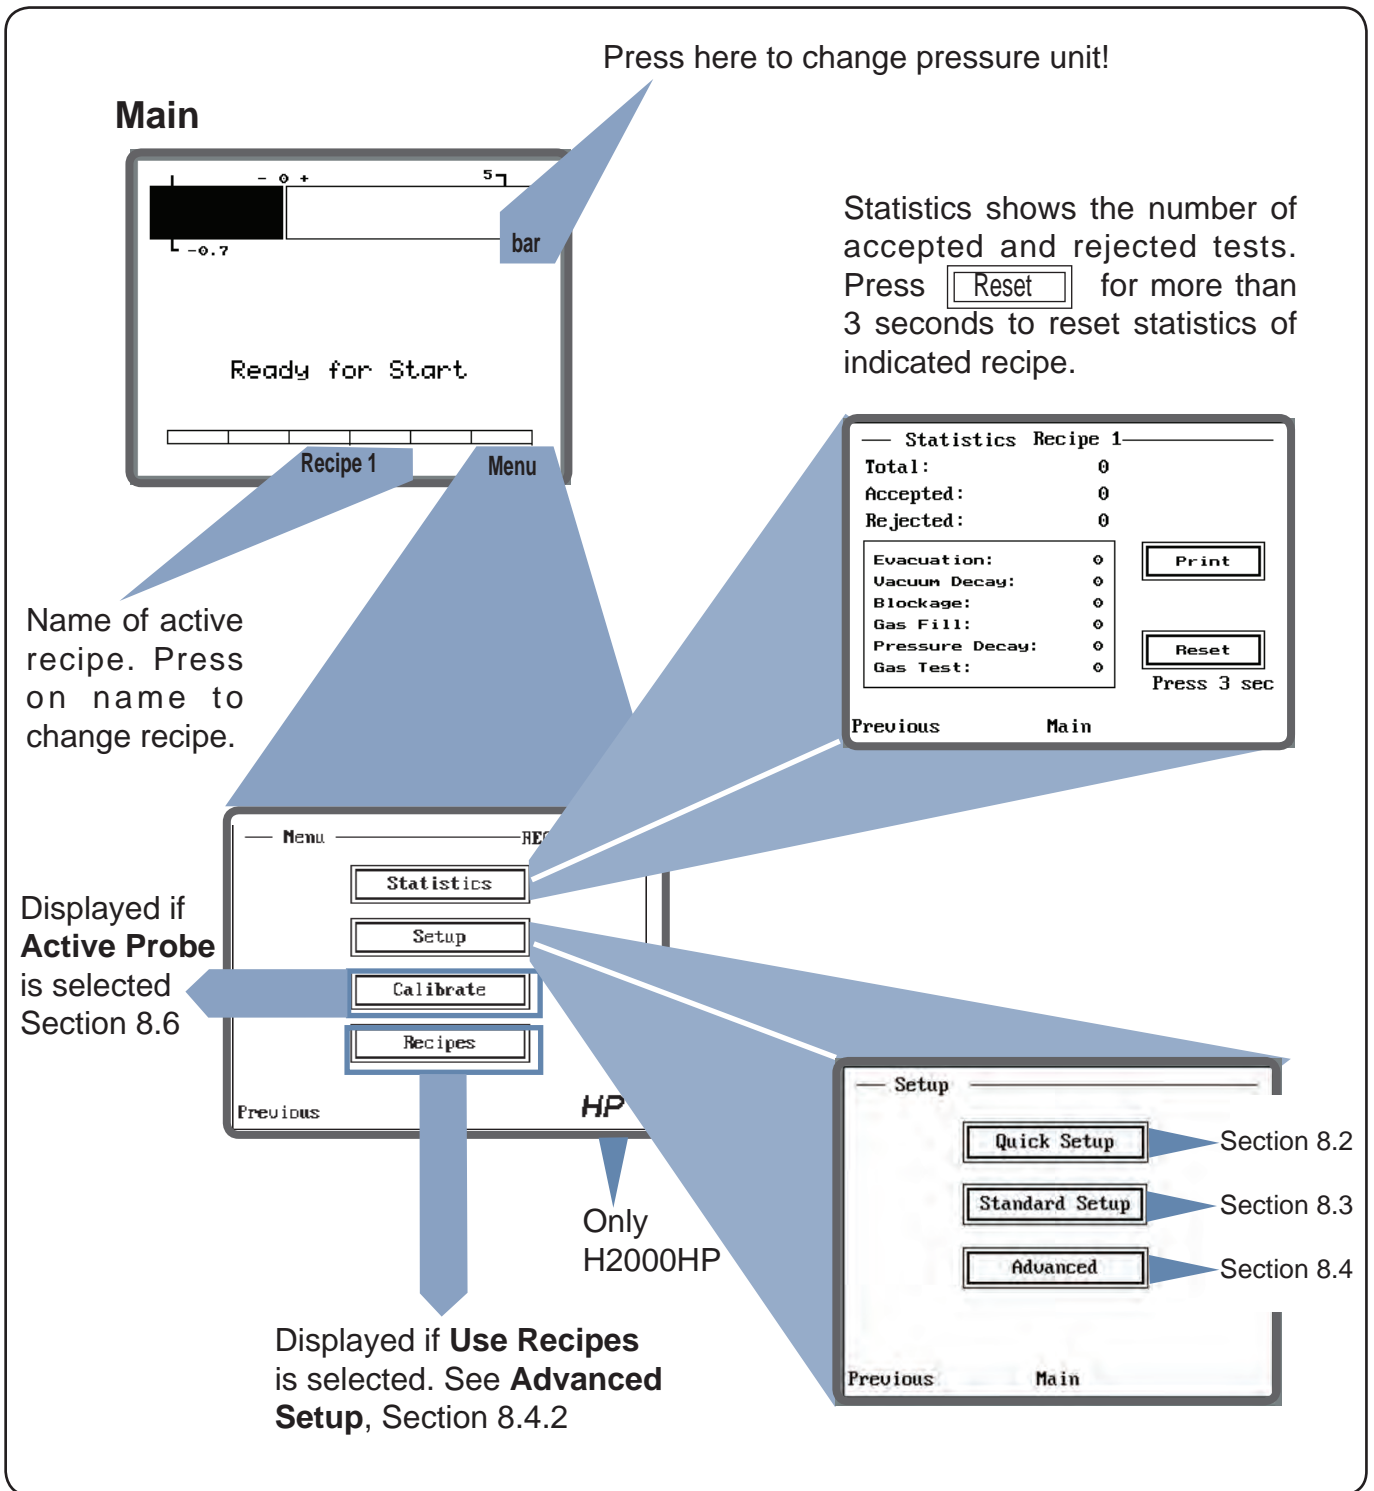 Press here to change pressure unit!
Main
- 0 +
5
-0.7
bar
Ready for Start
Recipe 1
Menu
Name of active
recipe. Press
on name to
change recipe.
Statistics shows the number of
accepted and rejected tests.
Press Reset for more than
3 seconds to reset statistics of
indicated recipe.
Statistics Recipe 1
Total: 0
Accepted: 0
Rejected: 0
Evacuation: 0
Vacuum Decay: 0
Blockage: 0
Gas Fill: 0
Pressure Decay: 0
Gas Test: 0
Print
Reset
Press 3 sec
Previous Main
Menu
Statistics
Setup
Calibrate
Recipes
Previous
HP
Displayed if
Active Probe
is selected
Section 8.6
Only
H2000HP
Displayed if Use Recipes
is selected. See Advanced
Setup, Section 8.4.2
Setup
Quick Setup
Section 8.2
Standard Setup
Section 8.3
Advanced
Section 8.4
Previous Main